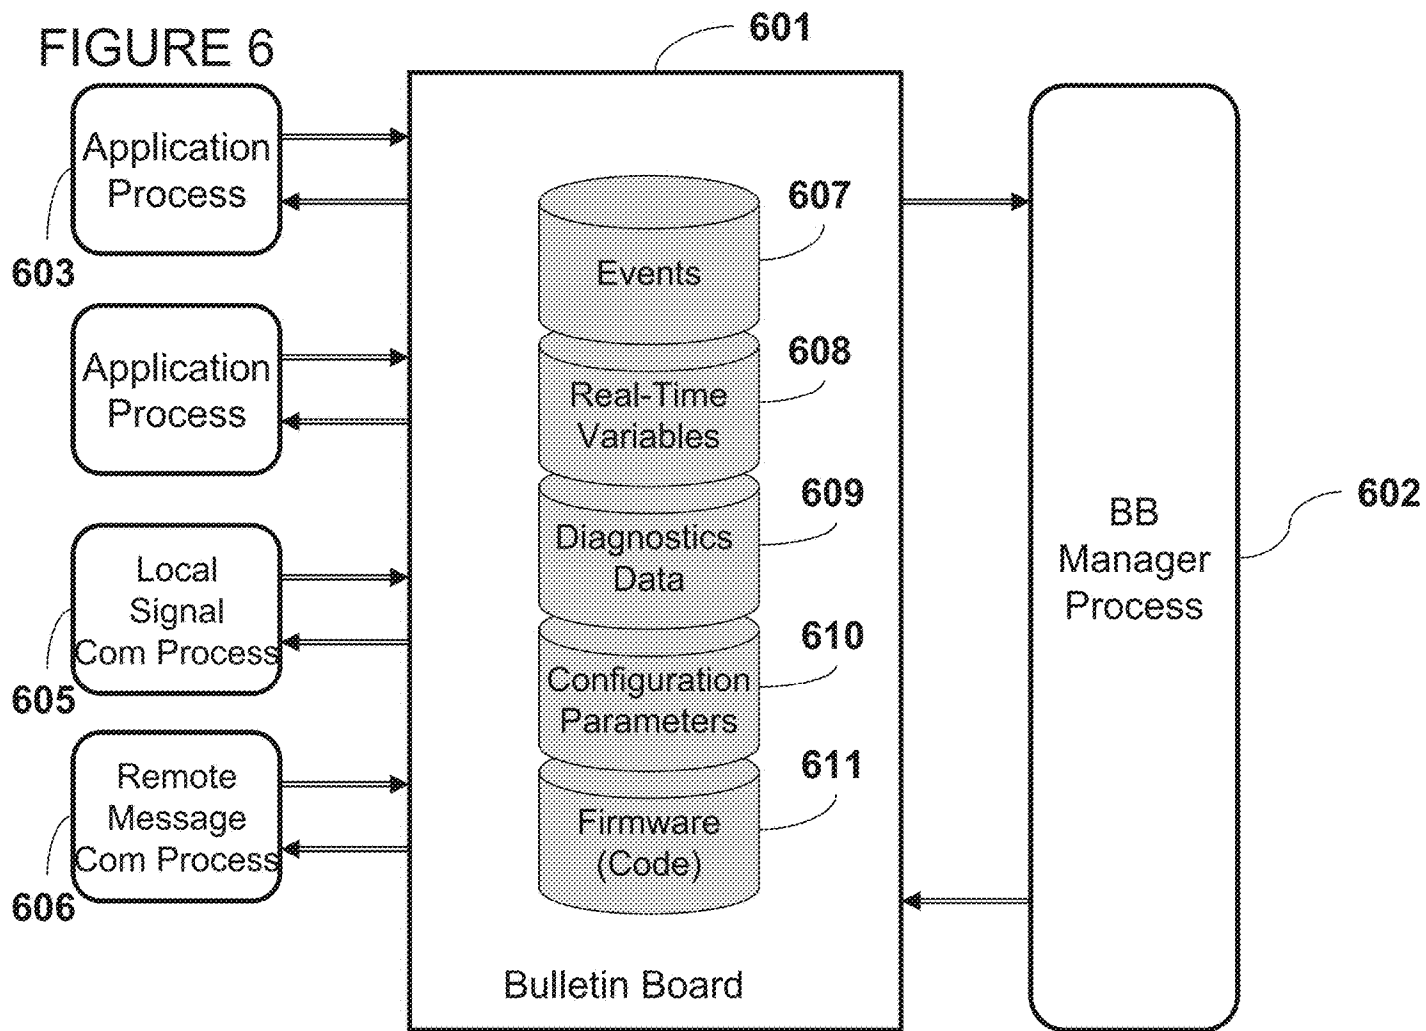 FIGURE 6
601
Application
Process
603
Application
Process
Local
Signal
Com Process
605
Remote
Message
Com Process
606
Events
607
Real-Time
Variables
608
Diagnostics
Data
609
Configuration
Parameters
610
Firmware
(Code)
611
Bulletin Board
BB
Manager
Process
602